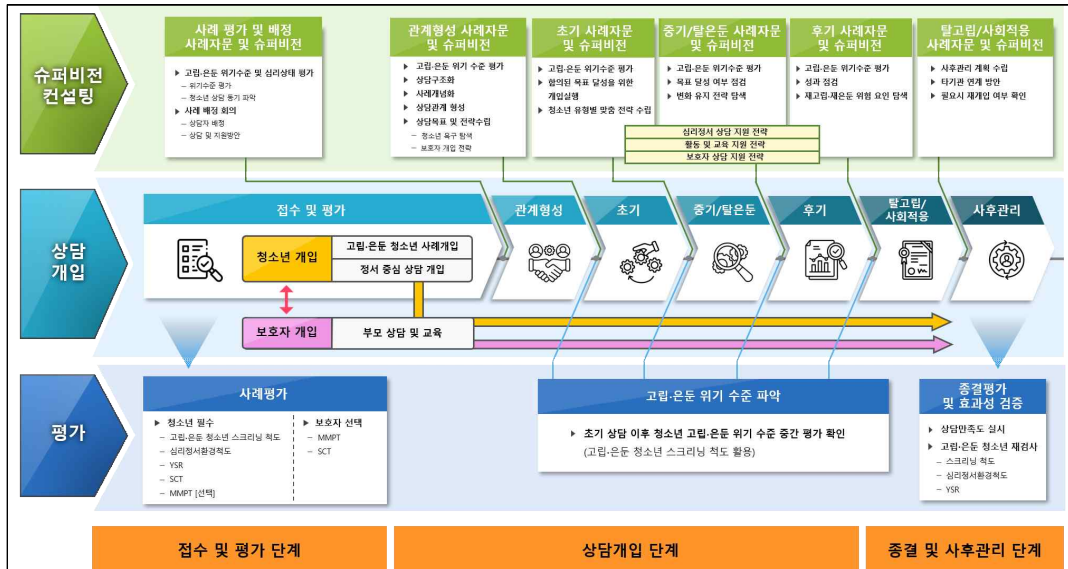 슈퍼비전
컨설팅
사례 평가 및 배정
사례자문 및 슈퍼비전
▶ 고립·은둔 위기수준 및 심리상태 평가
– 위기수준 평가
– 청소년 상담 동기 파악
▶ 사례 배정 회의
– 상담자 배정
– 상담 및 지원방안
관계형성 사례자문
및 슈퍼비전
▶ 고립·은둔 위기 수준 평가
▶ 상담구조화
▶ 사례개념화
▶ 상담관계 형성
▶ 상담목표 및 전략수립
– 청소년 욕구 탐색
– 보호자 개입 전략
초기 사례자문
및 슈퍼비전
▶ 고립·은둔 위기수준 평가
▶ 합의된 목표 달성을 위한
개입실행
▶ 청소년 유형별 맞춤 전략 수립
중기/탈은둔 사례자문
및 슈퍼비전
▶ 고립·은둔 위기수준 평가
▶ 목표 달성 여부 점검
▶ 변화 유지 전략 탐색
후기 사례자문
및 슈퍼비전
▶ 고립·은둔 위기수준 평가
▶ 성과 점검
▶ 재고립·재은둔 위험 요인 탐색
탈고립/사회적응
사례자문 및 슈퍼비전
▶ 사후관리 계획 수립
▶ 타기관 연계 방안
▶ 필요시 재개입 여부 확인
심리정서 상담 지원 전략
활동 및 교육 지원 전략
보호자 상담 지원 전략
상담
개입
접수 및 평가
관계형성
초기
중기/탈은둔
후기
탈고립/
사회적응
사후관리
청소년 개입
고립·은둔 청소년 사례개입
정서 중심 상담 개입
보호자 개입
부모 상담 및 교육
평가
사례평가
▶ 청소년 필수
– 고립·은둔 청소년 스크리닝 척도
– 심리정서환경척도
– YSR
– SCT
– MMPT [선택]
▶ 보호자 선택
– MMPT
– SCT
고립·은둔 위기 수준 파악
▶ 초기 상담 이후 청소년 고립·은둔 위기 수준 중간 평가 확인
(고립·은둔 청소년 스크리닝 척도 활용)
종결평가
및 효과성 검증
▶ 상담만족도 실시
▶ 고립·은둔 청소년 재검사
– 스크리닝 척도
– 심리정서환경척도
– YSR
접수 및 평가 단계
상담개입 단계
종결 및 사후관리 단계